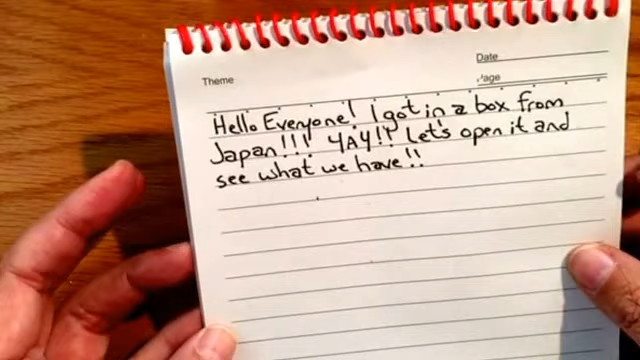 Theme
Date
Page
Hello Everyone! I got in a box from
Japan!!! YAY!! Let's open it and
see what we have!!